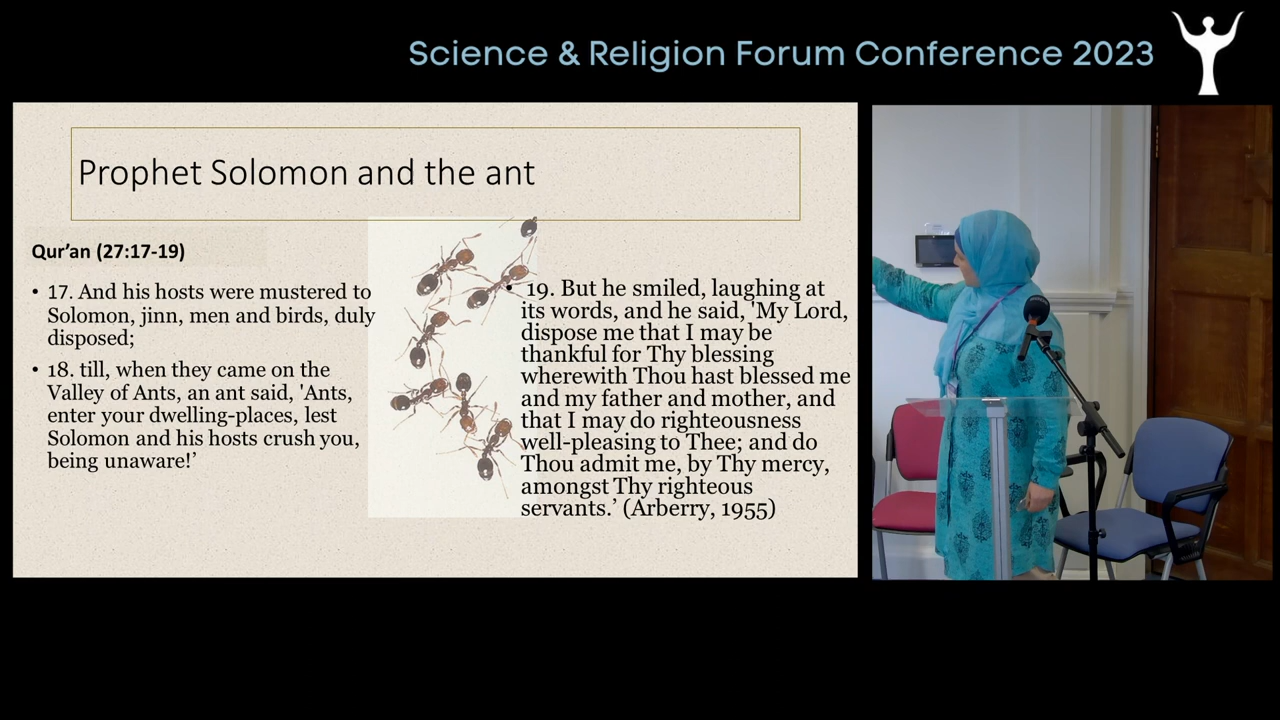 Science & Religion Forum Conference 2023
Prophet Solomon and the ant
Qur’an (27:17-19)
• 17. And his hosts were mustered to
Solomon, jinn, men and birds, duly
disposed;
• 18. till, when they came on the
Valley of Ants, an ant said, 'Ants,
enter your dwelling-places, lest
Solomon and his hosts crush you,
being unaware!’
• 19. But he smiled, laughing at
its words, and he said, 'My Lord,
dispose me that I may be
thankful for Thy blessing
wherewith Thou hast blessed me
and my father and mother, and
that I may do righteousness
well-pleasing to Thee; and do
Thou admit me, by Thy mercy,
amongst Thy righteous
servants.’ (Arberry, 1955)